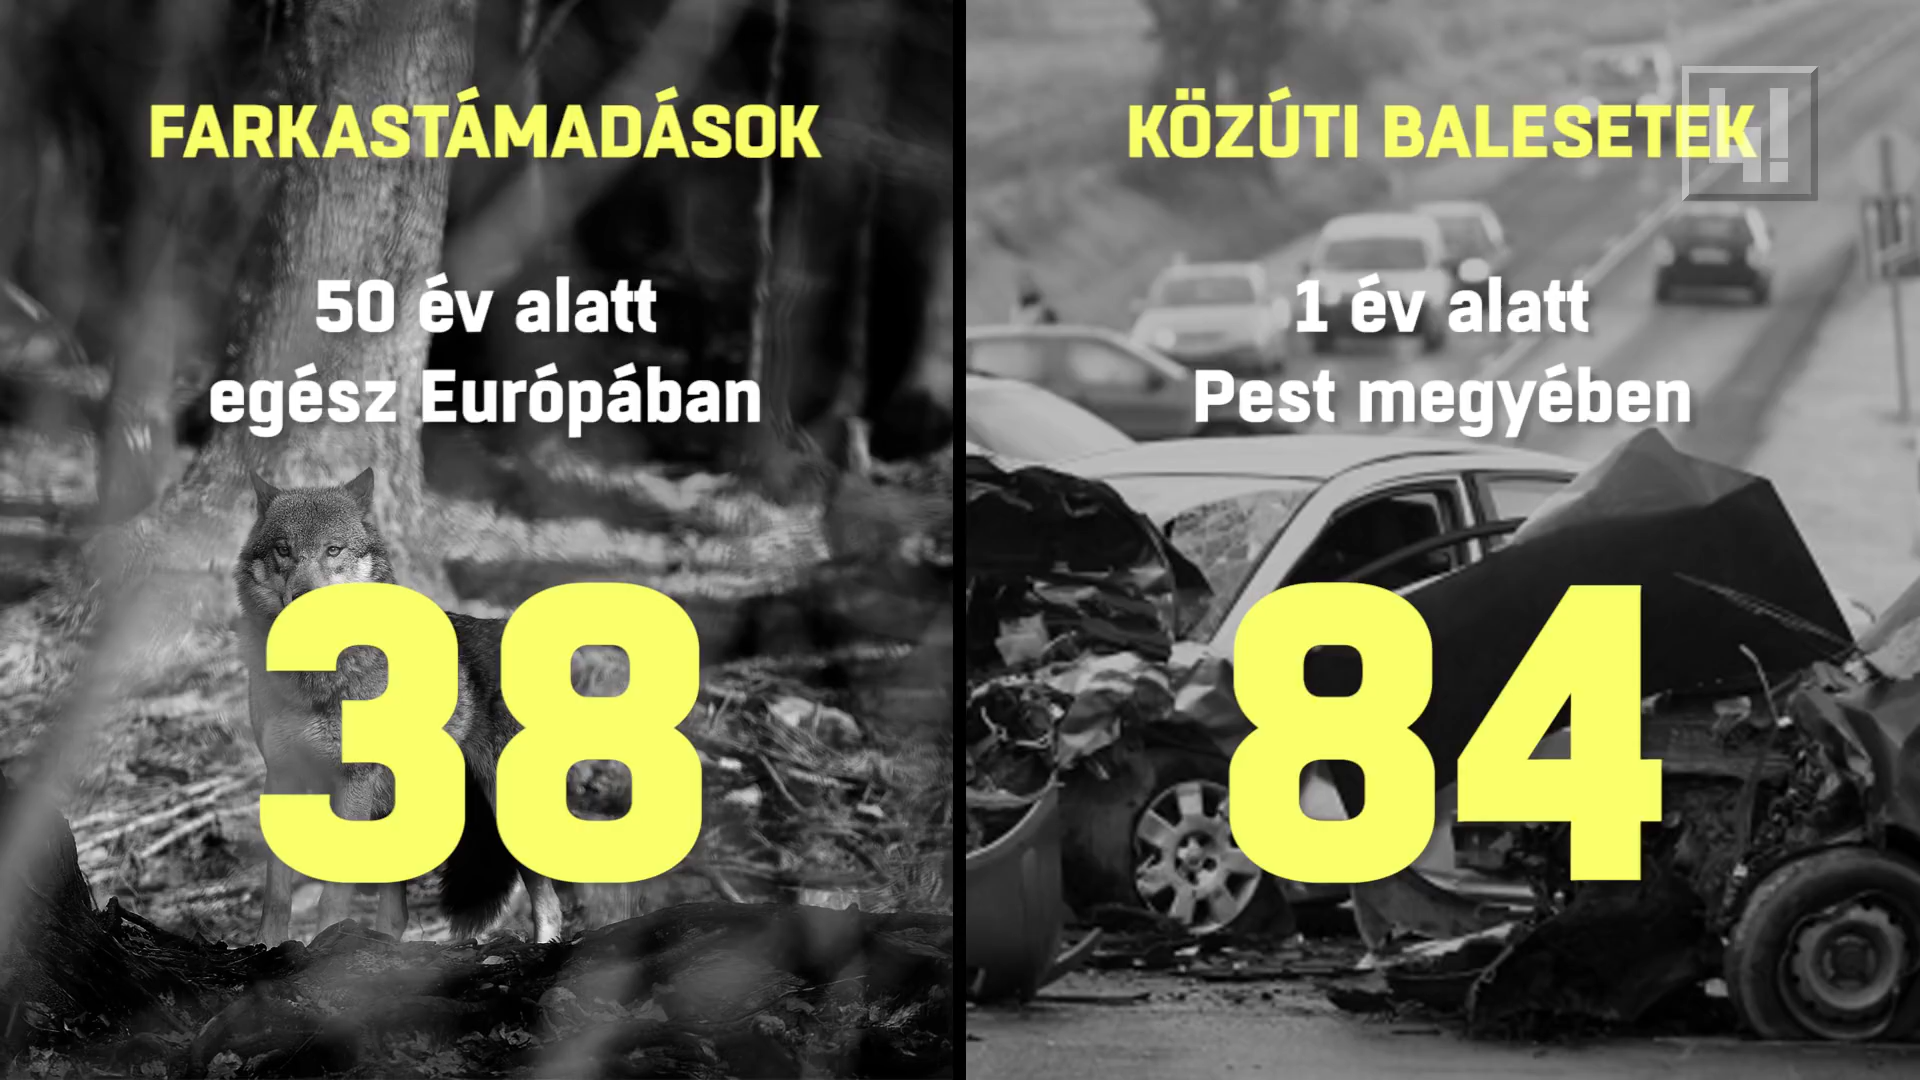 FARKASTÁMADÁSOK
50 év alatt
egész Európában
38
KÖZÚTI BALESETEK
1 év alatt
Pest megyében
84